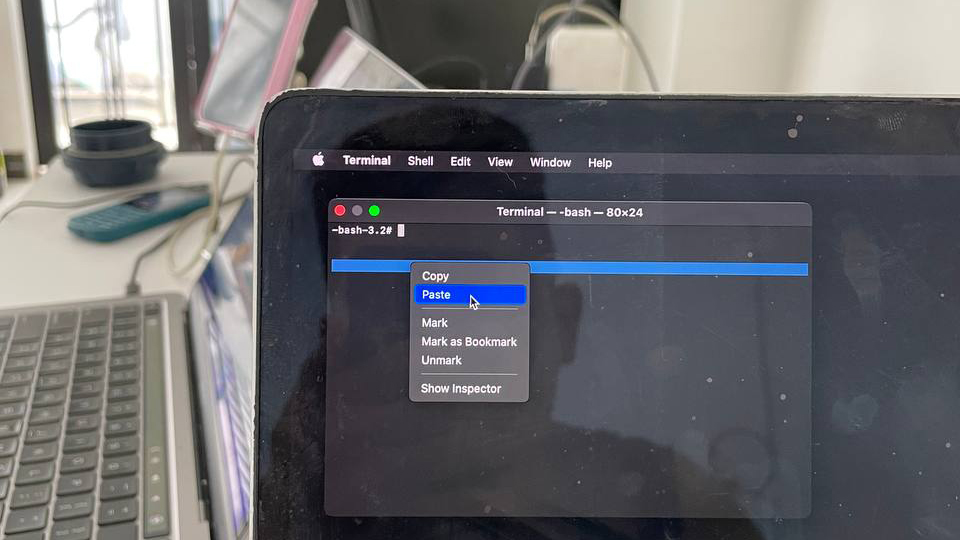 Terminal Shell Edit View Window Help
Terminal — -bash — 80×24
-bash-3.2#
Copy
Paste
Mark
Mark as Bookmark
Unmark
Show Inspector